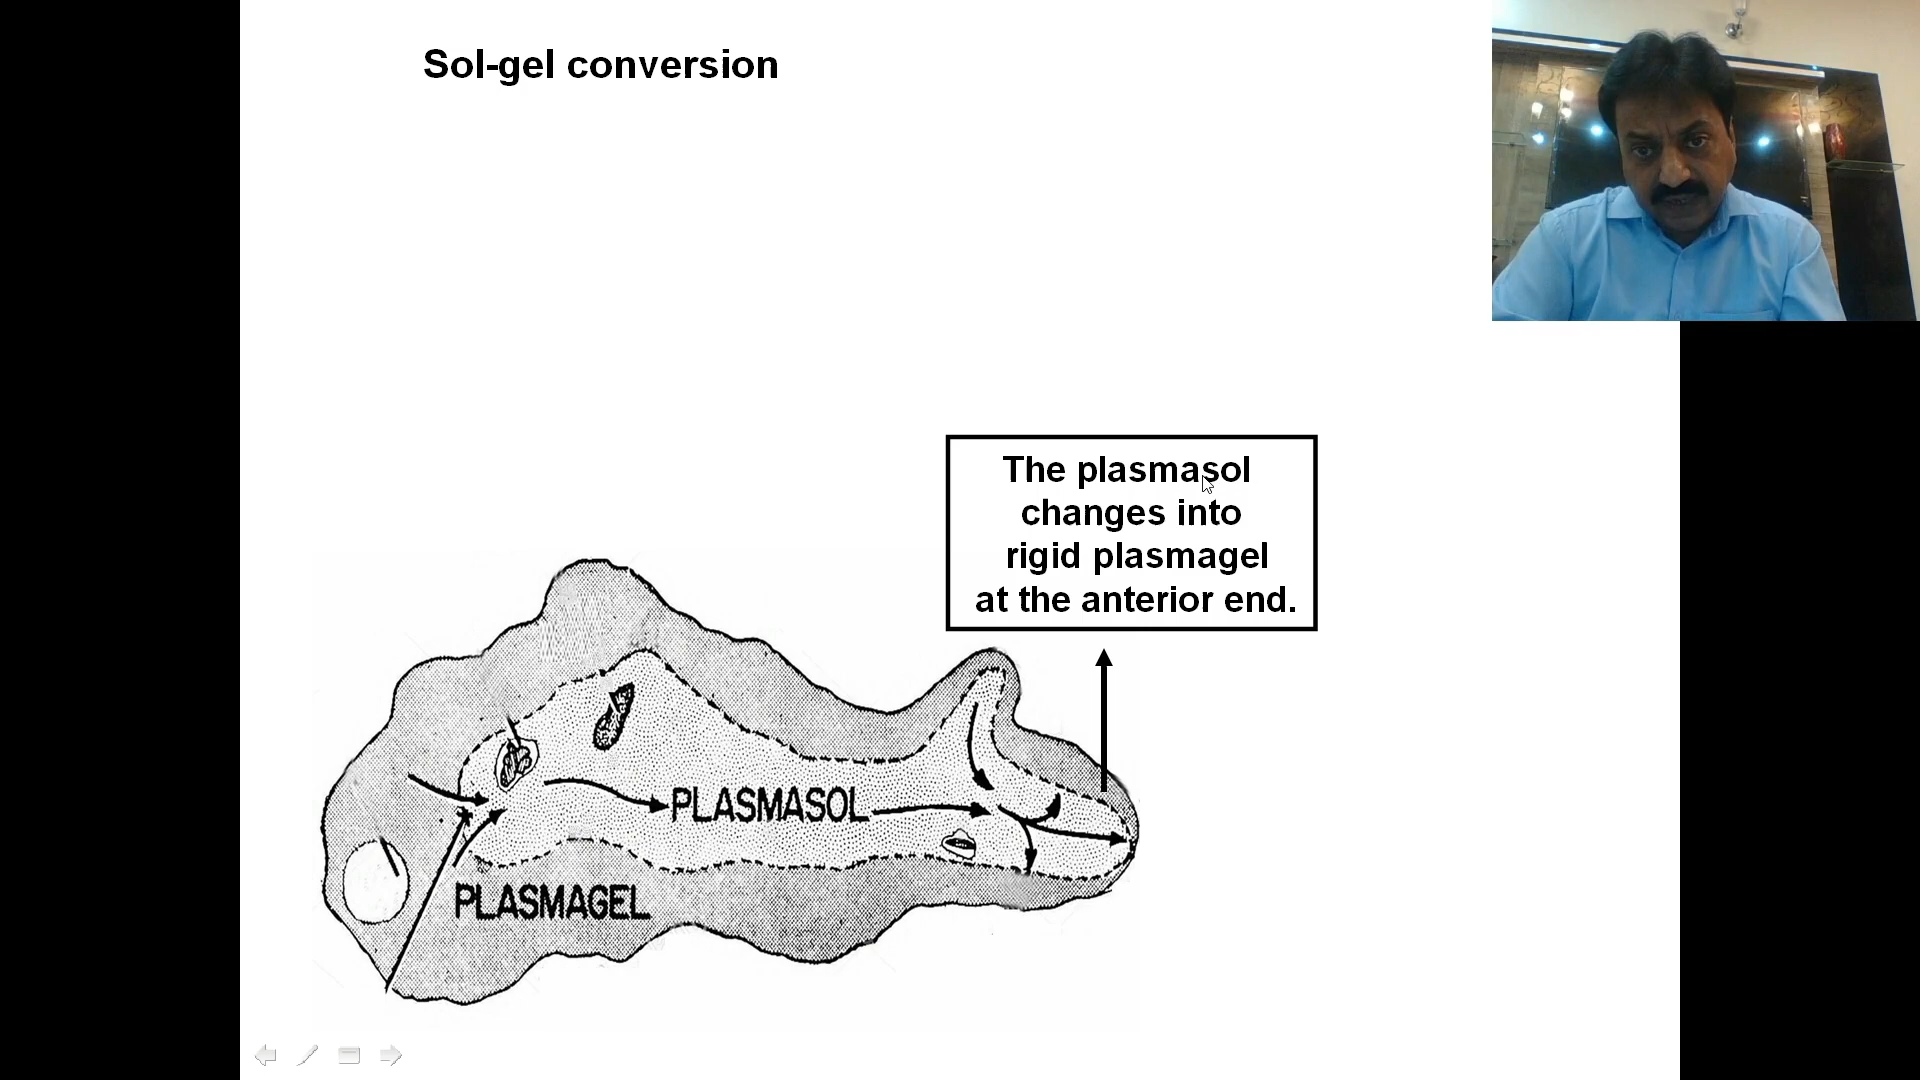 Sol-gel conversion
The plasmasol
changes into
rigid plasmagel
at the anterior end.
PLASMASOL
PLASMAGEL